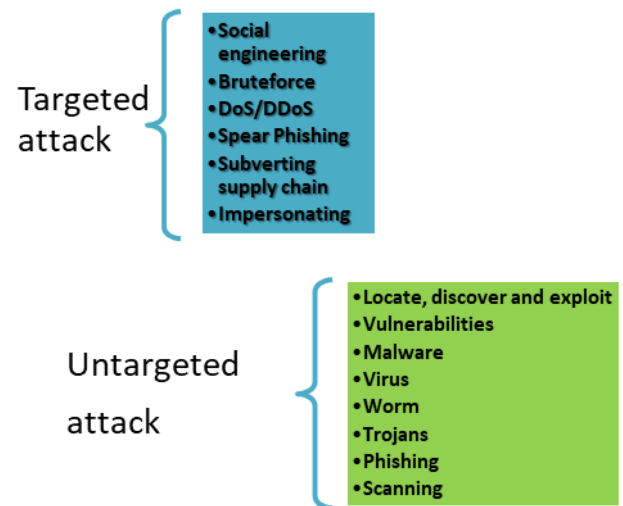 Targeted
attack
•Social
engineering
•Bruteforce
•DoS/DDoS
•Spear Phishing
•Subverting
supply chain
•Impersonating
Untargeted
attack
•Locate, discover and exploit
•Vulnerabilities
•Malware
•Virus
•Worm
•Trojans
•Phishing
•Scanning